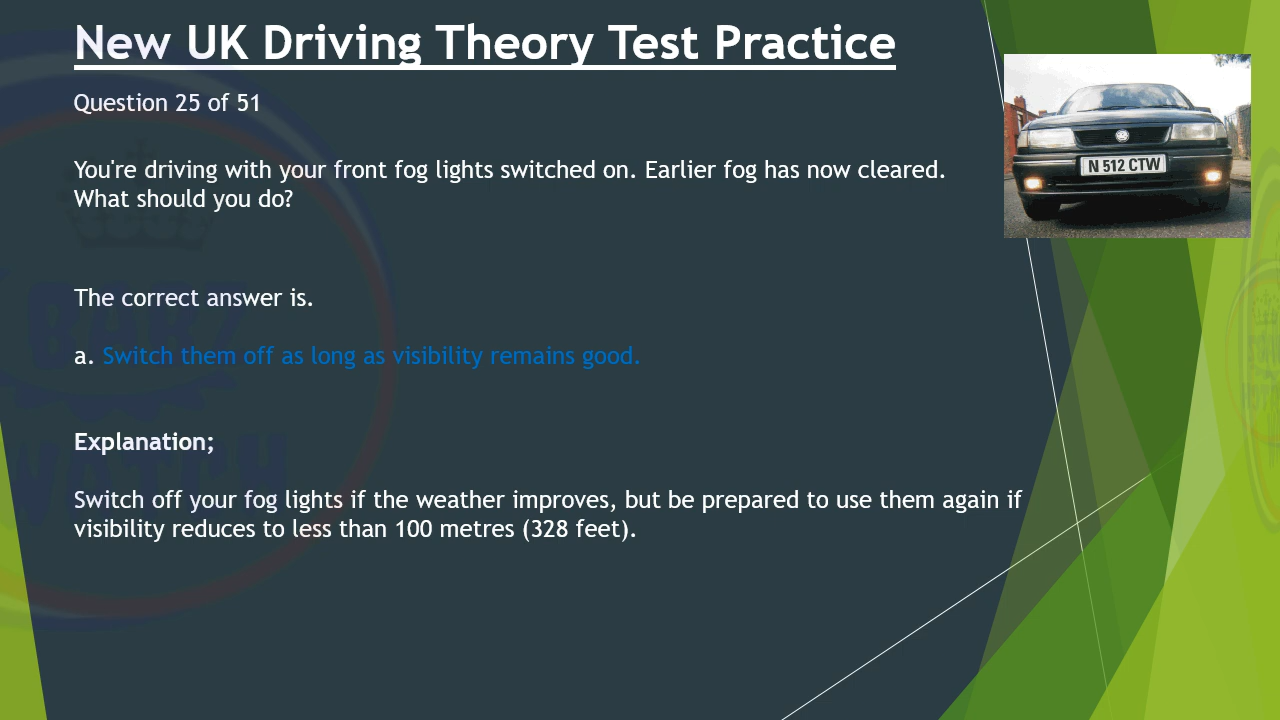 New UK Driving Theory Test Practice
Question 25 of 51
You're driving with your front fog lights switched on. Earlier fog has now cleared.
What should you do?
N 512 CTW
The correct answer is.
a. Switch them off as long as visibility remains good.
Explanation;
Switch off your fog lights if the weather improves, but be prepared to use them again if
visibility reduces to less than 100 metres (328 feet).